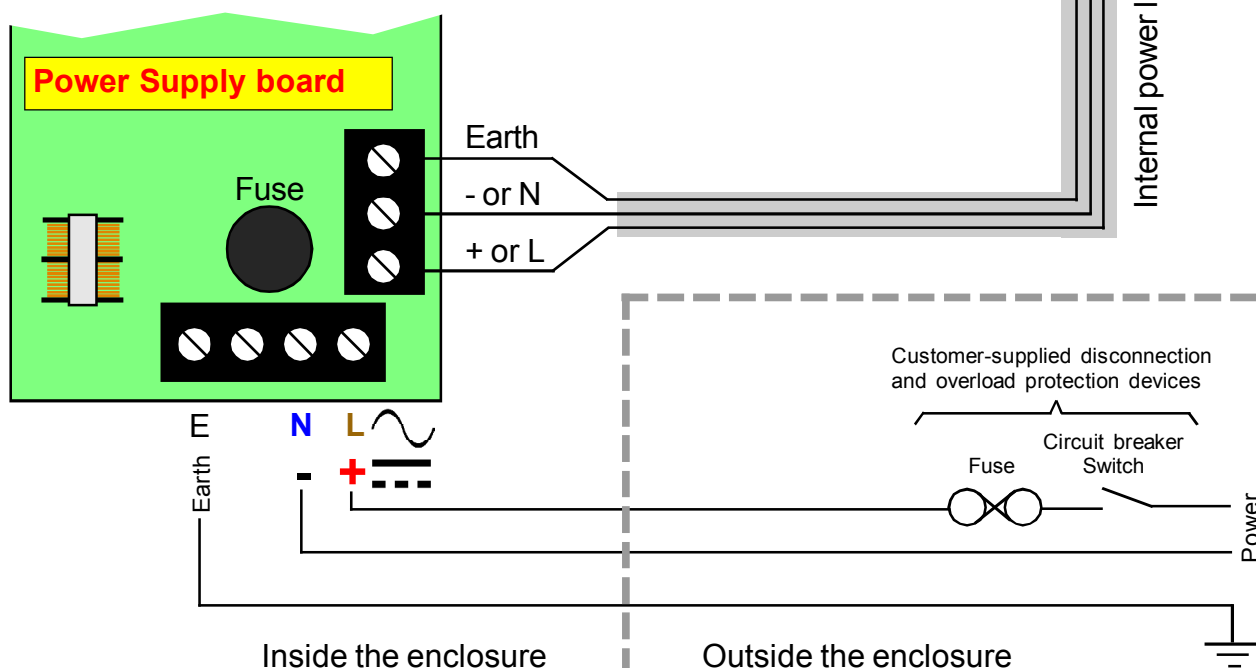 Power Supply board
Internal power
Earth
- or N
+ or L
Fuse
Customer-supplied disconnection
and overload protection devices
E
N
L
-
+
Earth
Circuit breaker
Switch
Fuse
Power
Inside the enclosure
Outside the enclosure